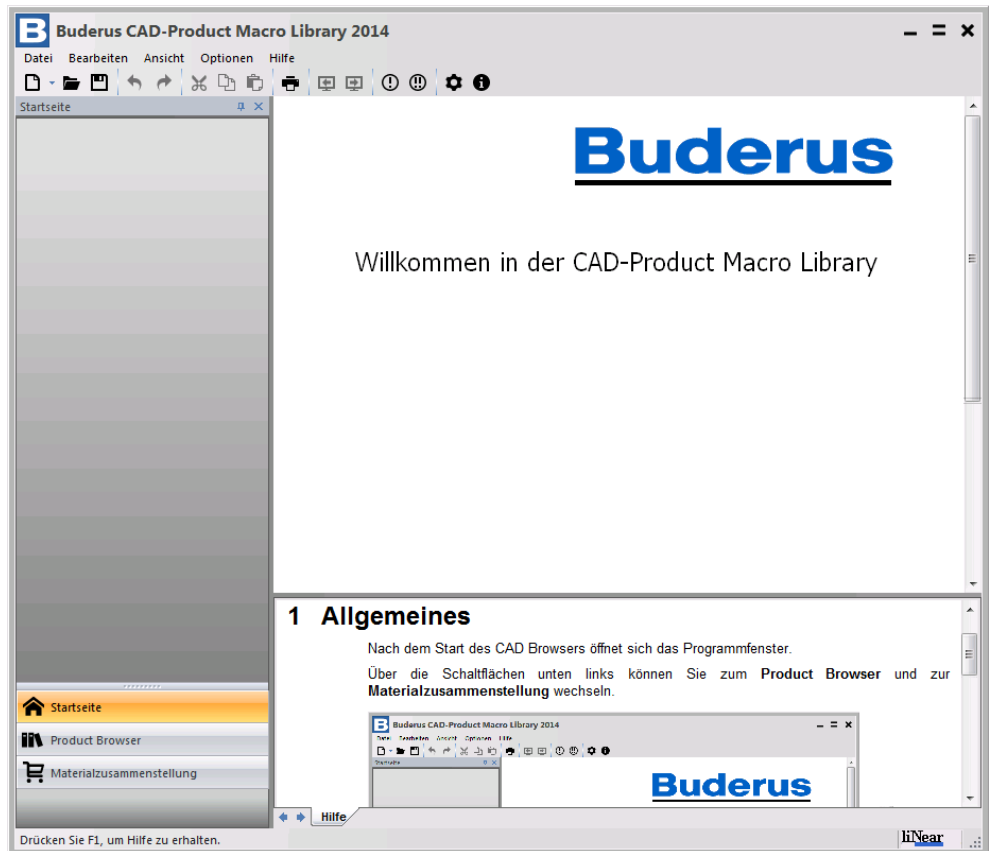 B Buderus CAD-Product Macro Library 2014
Datei Bearbeiten Ansicht Optionen Hilfe
Startseite
Buderus
Willkommen in der CAD-Product Macro Library
1 Allgemeines
Nach dem Start des CAD Browsers öffnet sich das Programmfenster.
Über die Schaltflächen unten links können Sie zum Product Browser und zur
Materialzusammenstellung wechseln.
B Buderus CAD-Product Macro Library 2014
Datei Bearbeiten Ansicht Optionen Hilfe
Startseite
Buderus
Startseite
Product Browser
Materialzusammenstellung
Hilfe
Drücken Sie F1, um Hilfe zu erhalten.
liNear